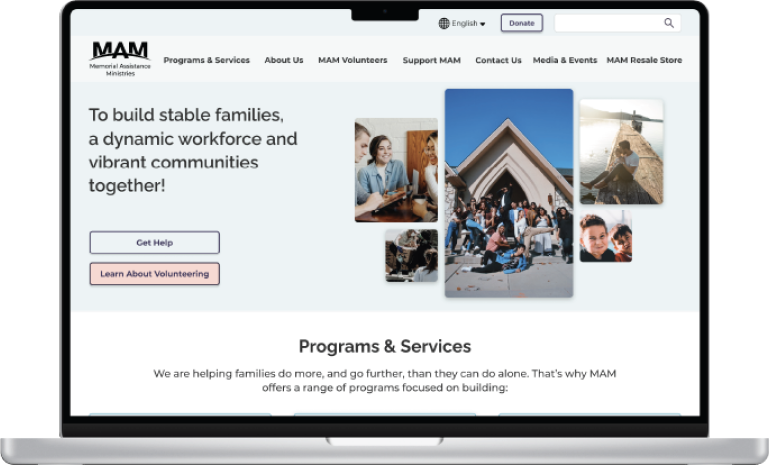 English
Donate
MAM
Memorial Assistance
Ministries
Programs & Services
About Us
MAM Volunteers
Support MAM
Contact Us
Media & Events
MAM Resale Store
To build stable families,
a dynamic workforce and
vibrant communities
together!
Get Help
Learn About Volunteering
Programs & Services
We are helping families do more, and go further, than they can do alone. That's why MAM
offers a range of programs focused on building: